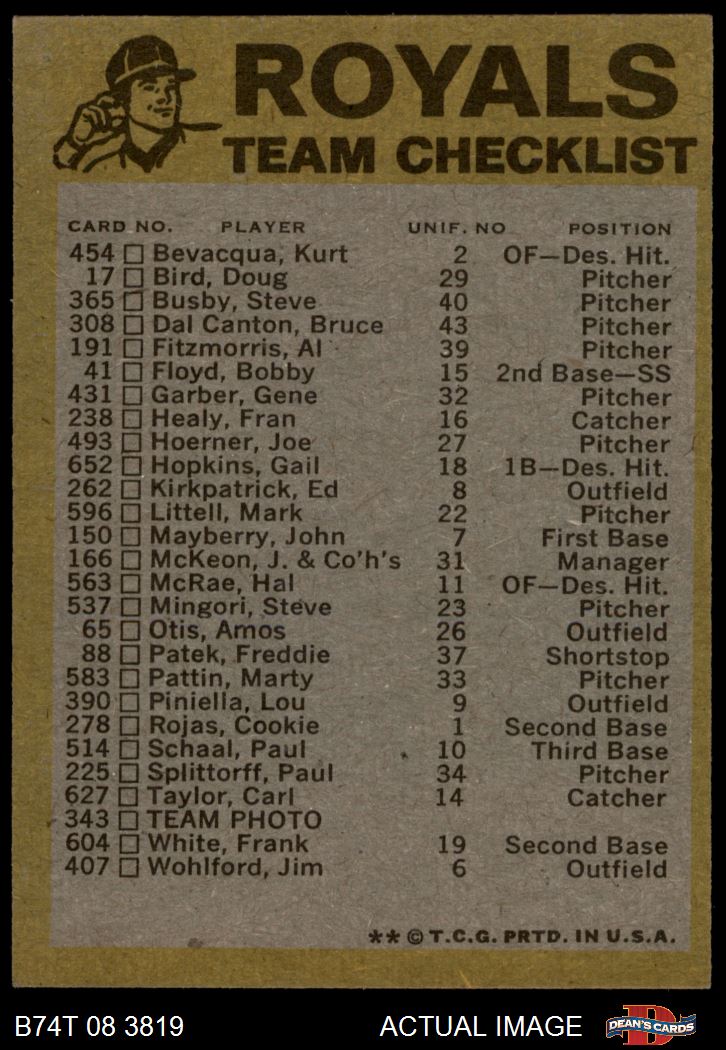 ROYALS
TEAM CHECKLIST
CARD NO. PLAYER UNIF. NO POSITION
454 □ Bevacqua, Kurt 2 OF—Des. Hit.
17 □ Bird, Doug 29 Pitcher
365 □ Busby, Steve 40 Pitcher
308 □ Dal Canton, Bruce 43 Pitcher
191 □ Fitzmorris, Al 39 Pitcher
41 □ Floyd, Bobby 15 2nd Base—SS
431 □ Garber, Gene 32 Pitcher
238 □ Healy, Fran 16 Catcher
493 □ Hoerner, Joe 27 Pitcher
652 □ Hopkins, Gail 18 1B—Des. Hit.
262 □ Kirkpatrick, Ed 8 Outfield
596 □ Littell, Mark 22 Pitcher
150 □ Mayberry, John 7 First Base
166 □ McKeon, J. & Co'h's 31 Manager
563 □ McRae, Hal 11 OF—Des. Hit.
537 □ Mingori, Steve 23 Pitcher
65 □ Otis, Amos 26 Outfield
88 □ Patek, Freddie 37 Shortstop
583 □ Pattin, Marty 33 Pitcher
390 □ Piniella, Lou 9 Outfield
278 □ Rojas, Cookie 1 Second Base
514 □ Schaal, Paul 10 Third Base
225 □ Splittorff, Paul 34 Pitcher
627 □ Taylor, Carl 14 Catcher
343 □ TEAM PHOTO
604 □ White, Frank 19 Second Base
407 □ Wohlford, Jim 6 Outfield
** © T.C.G. PRTD. IN U.S.A.
B74T 08 3819 ACTUAL IMAGE D DEAN'S CARDS